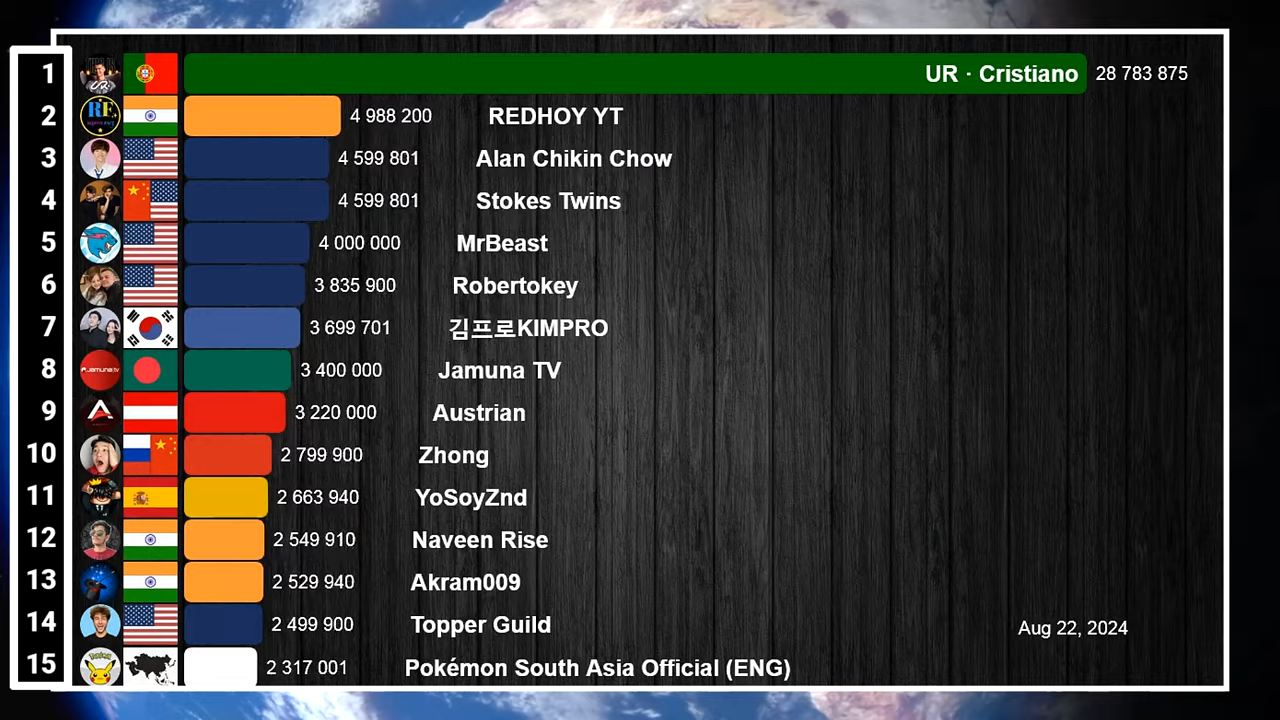 1 UR · Cristiano 28 783 875
2 RE 4 988 200 REDHOY YT
3 4 599 801 Alan Chikin Chow
4 4 599 801 Stokes Twins
5 4 000 000 MrBeast
6 3 835 900 Robertokey
7 3 699 701 김프로KIMPRO
8 Jamuna.tv 3 400 000 Jamuna TV
9 3 220 000 Austrian
10 2 799 900 Zhong
11 2 663 940 YoSoyZnd
12 2 549 910 Naveen Rise
13 2 529 940 Akram009
14 2 499 900 Topper Guild
Aug 22, 2024
15 Pokémon 2 317 001 Pokémon South Asia Official (ENG)